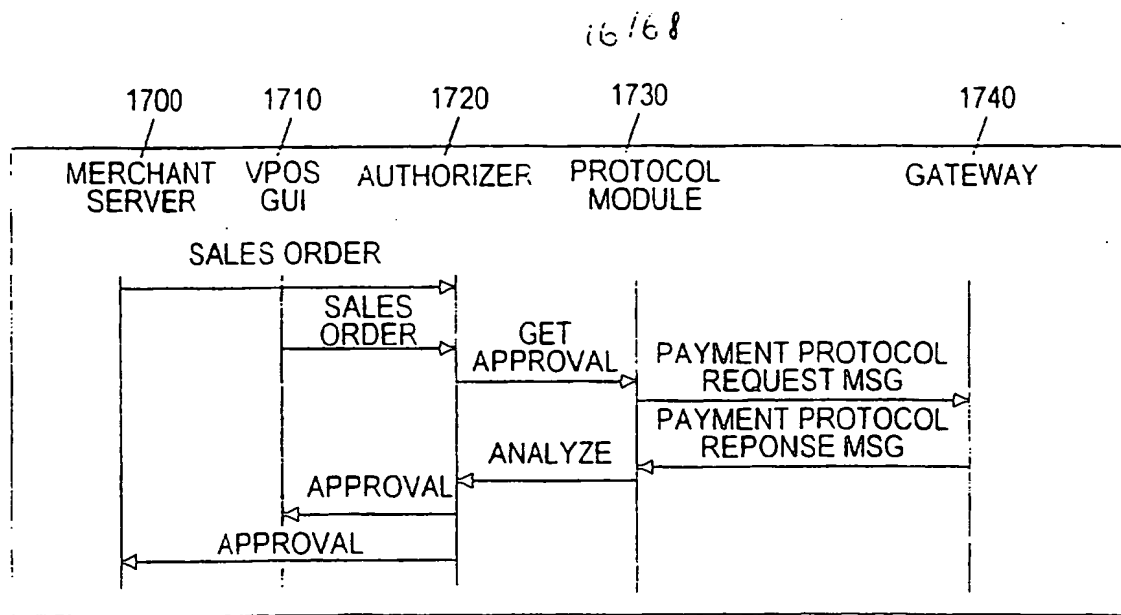 16/68
1700 1710 1720 1730 1740
MERCHANT SERVER
VPOS GUI
AUTHORIZER
PROTOCOL MODULE
GATEWAY
SALES ORDER
SALES
ORDER
GET
APPROVAL
PAYMENT PROTOCOL
REQUEST MSG
PAYMENT PROTOCOL
REPONSE MSG
ANALYZE
APPROVAL
APPROVAL